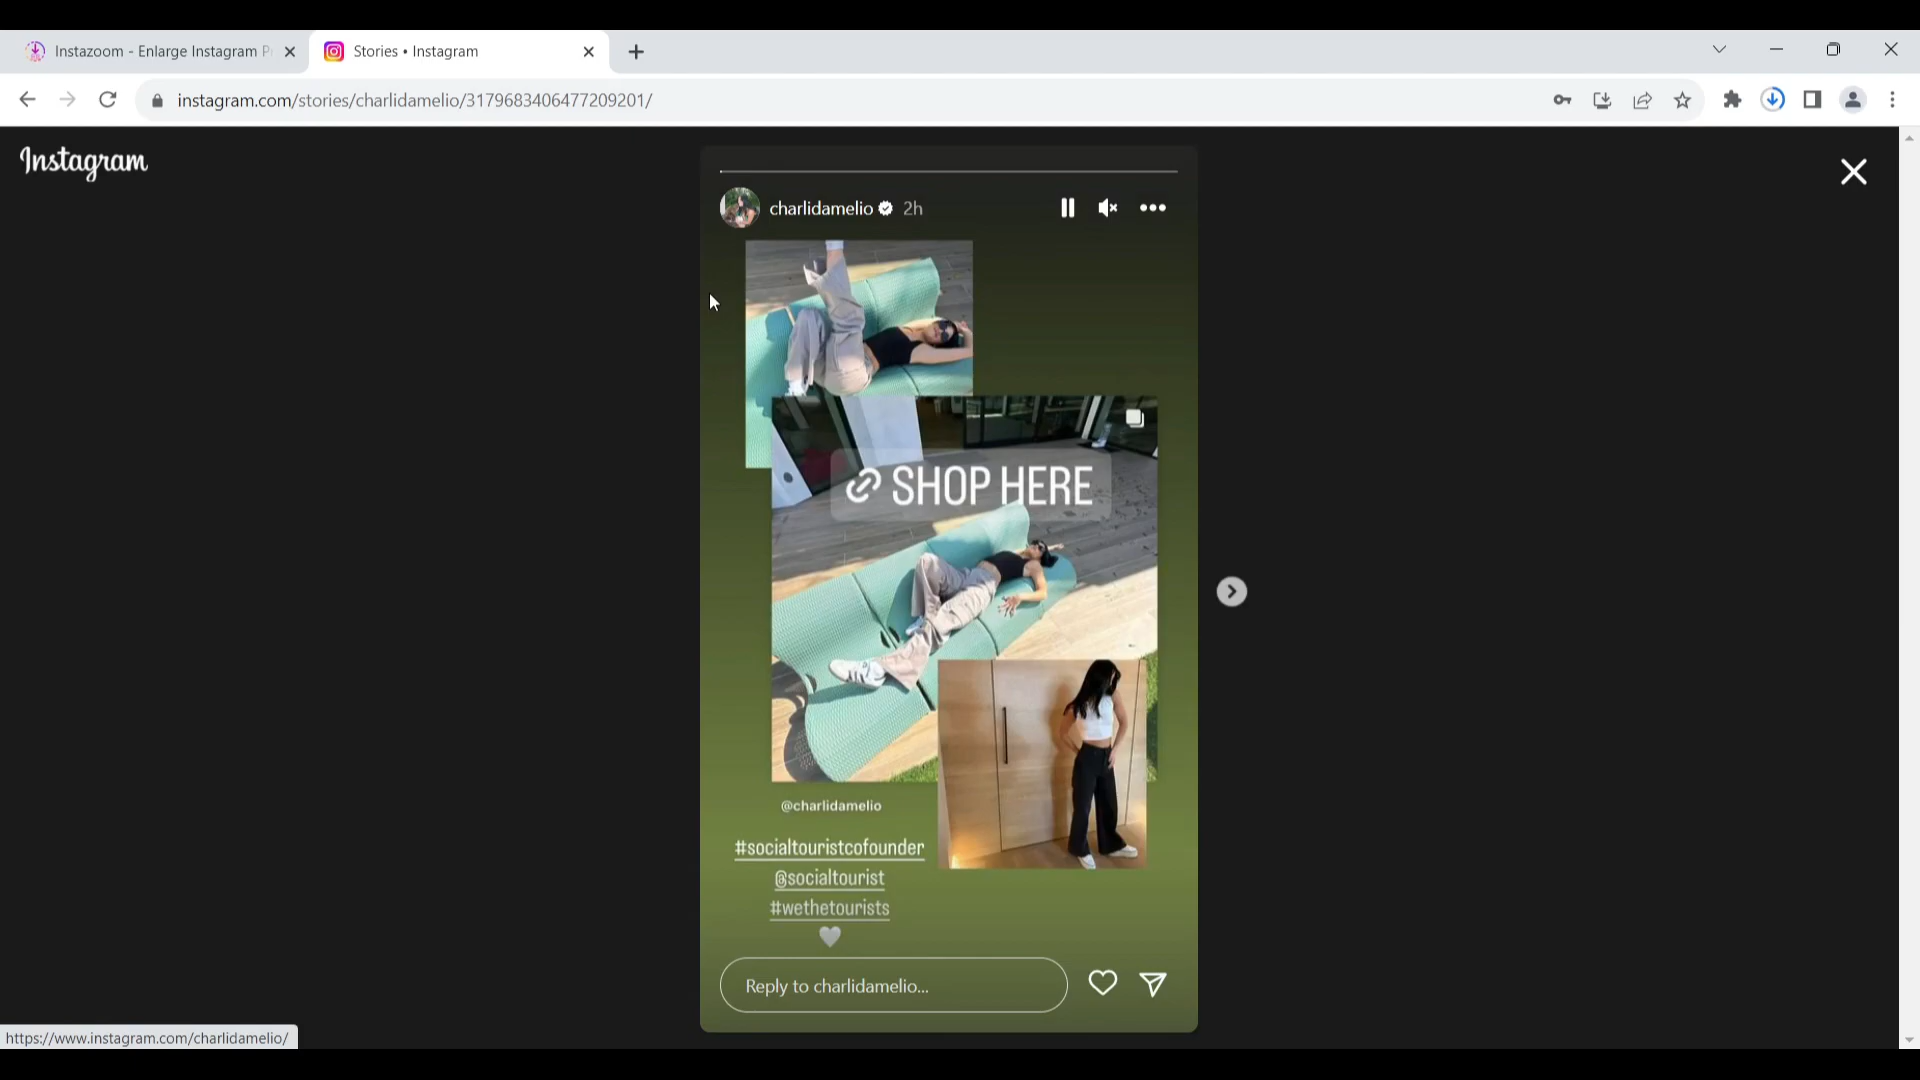 Instazoom - Enlarge Instagram P
Stories • Instagram
instagram.com/stories/charlidamelio/3179683406477209201/
Instagram
charlidamelio 2h
SHOP HERE
@charlidamelio
#socialtouristcofounder
@socialtourist
#wethetourists
Reply to charlidamelio...
https://www.instagram.com/charlidamelio/